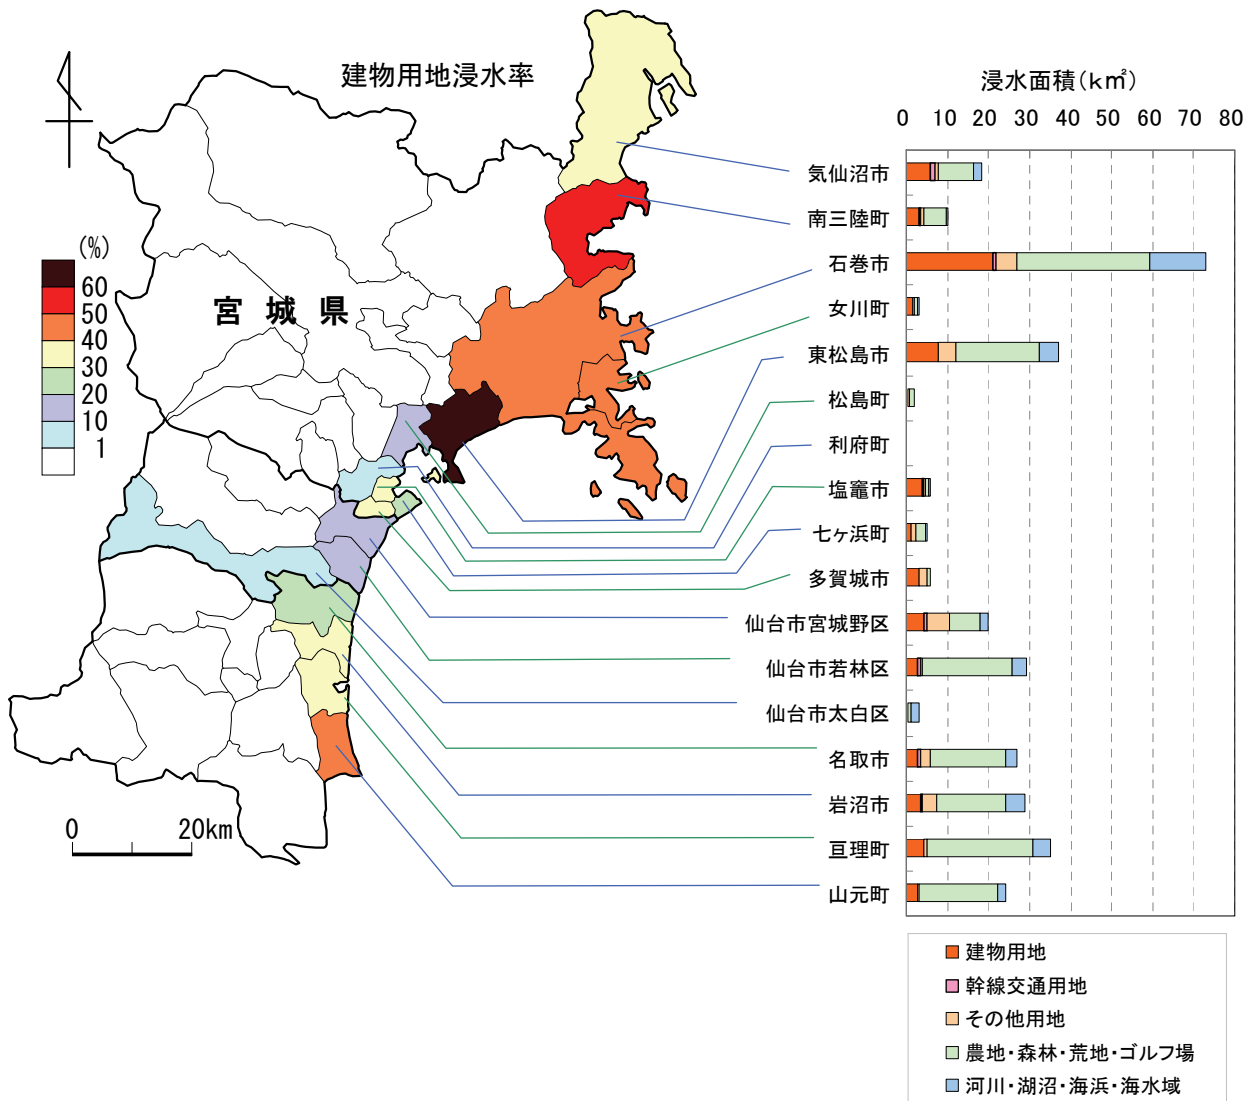 建物用地浸水率
浸水面積(k㎡)
0 10 20 30 40 50 60 70 80
(%)
60
50
40
30
20
10
1
宮城県
0 20km
気仙沼市
南三陸町
石巻市
女川町
東松島市
松島町
利府町
塩竈市
七ヶ浜町
多賀城市
仙台市宮城野区
仙台市若林区
仙台市太白区
名取市
岩沼市
亘理町
山元町
建物用地
幹線交通用地
その他用地
農地・森林・荒地・ゴルフ場
河川・湖沼・海浜・海水域